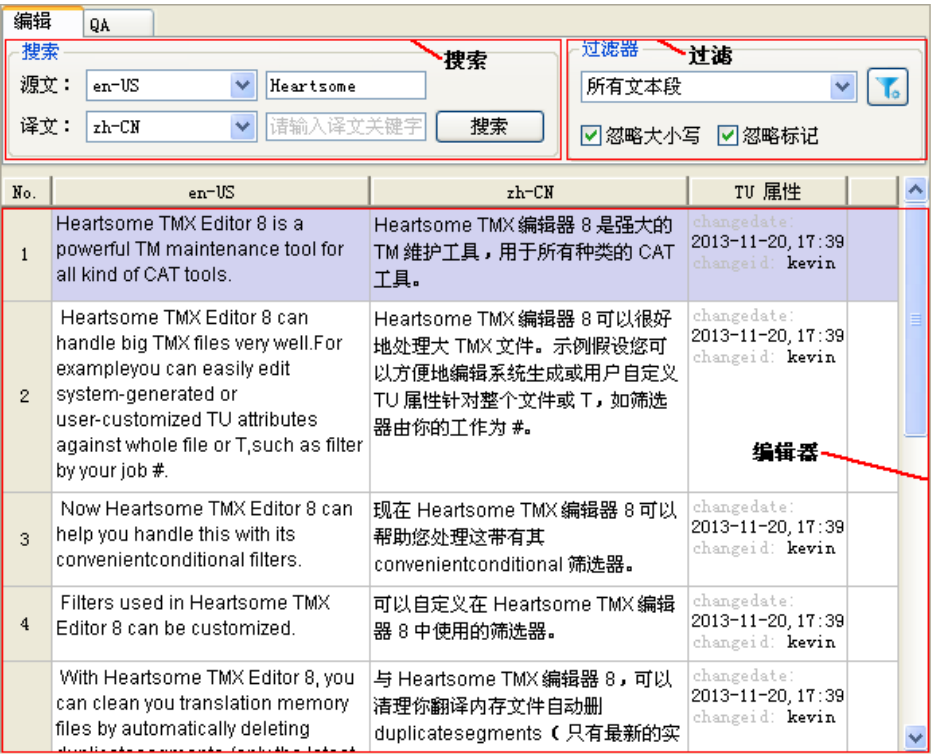 编辑 QA
搜索
搜索
过滤器
过滤
源文： en-US Heartsome
所有文本段
译文： zh-CN 请输入译文关键字 搜索
忽略大小写 忽略标记
No. en-US zh-CN TU 属性
1
Heartsome TMX Editor 8 is a
powerful TM maintenance tool for
all kind of CAT tools.
Heartsome TMX 编辑器 8 是强大的
TM 维护工具，用于所有种类的 CAT
工具。
changedate:
2013-11-20, 17:39
changeid: kevin
2
Heartsome TMX Editor 8 can
handle big TMX files very well.For
exampleyou can easily edit
system-generated or
user-customized TU attributes
against whole file or T,such as filter
by your job #.
Heartsome TMX 编辑器 8 可以很好
地处理大 TMX 文件。示例假设您可
以方便地编辑系统生成或用户自定义
TU 属性针对整个文件或 T，如筛选
器由你的工作为 #。
changedate:
2013-11-20, 17:39
changeid: kevin
编辑器
3
Now Heartsome TMX Editor 8 can
help you handle this with its
convenientconditional filters.
现在 Heartsome TMX 编辑器 8 可以
帮助您处理这带有其
convenientconditional 筛选器。
changedate:
2013-11-20, 17:39
changeid: kevin
4
Filters used in Heartsome TMX
Editor 8 can be customized.
可以自定义在 Heartsome TMX 编辑
器 8 中使用的筛选器。
changedate:
2013-11-20, 17:39
changeid: kevin
With Heartsome TMX Editor 8, you
can clean you translation memory
files by automatically deleting
与 Heartsome TMX 编辑器 8，可以
清理你翻译内存文件自动删
duplicatesegments（ 只有最新的实
changedate:
2013-11-20, 17:39
changeid: kevin